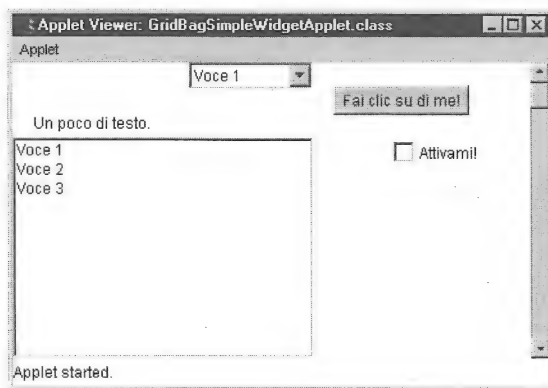 Applet Viewer: GridBagSimpleWidgetApplet.class
Applet
Voce 1
Fai clic su di me!
Un poco di testo.
Attivami!
Voce 1
Voce 2
Voce 3
Applet started.